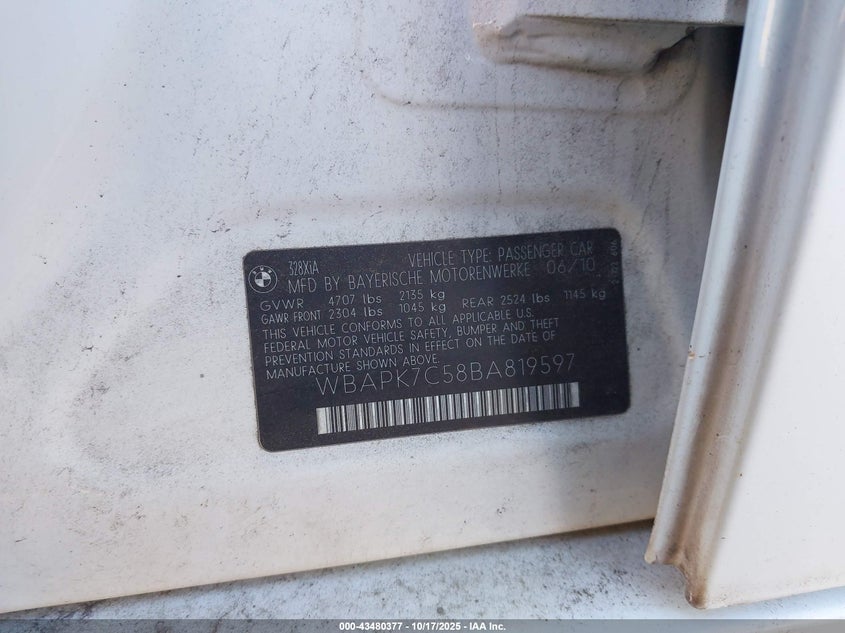 328XiA
VEHICLE TYPE: PASSENGER CAR
MFD BY BAYERISCHE MOTORENWERKE 06/10
GVWR 4707 lbs 2135 kg
GAWR FRONT 2304 lbs 1045 kg REAR 2524 lbs 1145 kg
THIS VEHICLE CONFORMS TO ALL APPLICABLE U.S.
FEDERAL MOTOR VEHICLE SAFETY, BUMPER AND THEFT
PREVENTION STANDARDS IN EFFECT ON THE DATE OF
MANUFACTURE SHOWN ABOVE.
WBAPK7C58BA819597
000-43480377 - 10/17/2025 - IAA Inc.